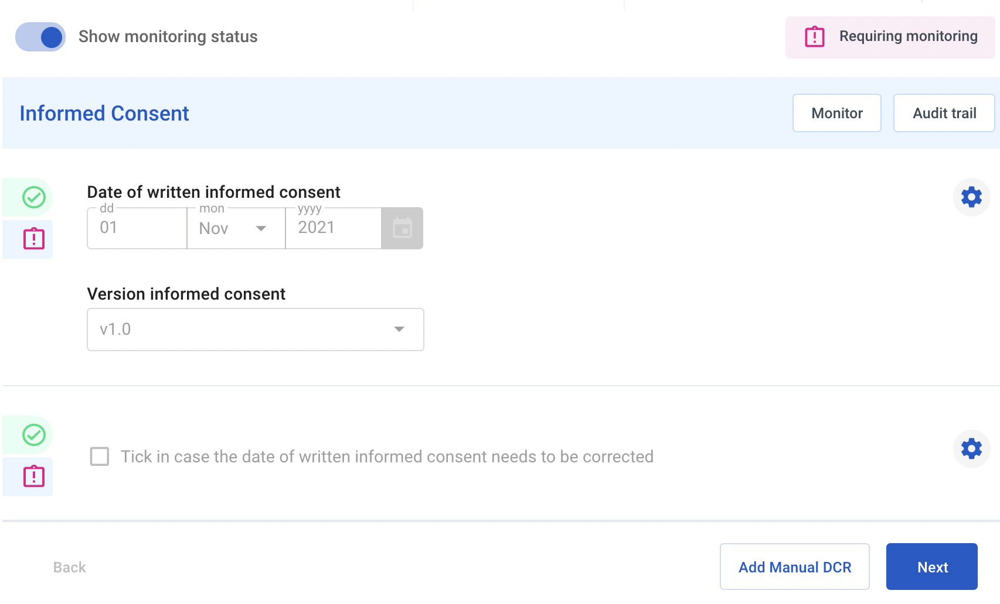 Show monitoring status
Requiring monitoring
Informed Consent
Monitor
Audit trail
Date of written informed consent
dd
mon
yyyy
01
Nov
2021
Version informed consent
v1.0
Tick in case the date of written informed consent needs to be corrected
Back
Add Manual DCR
Next